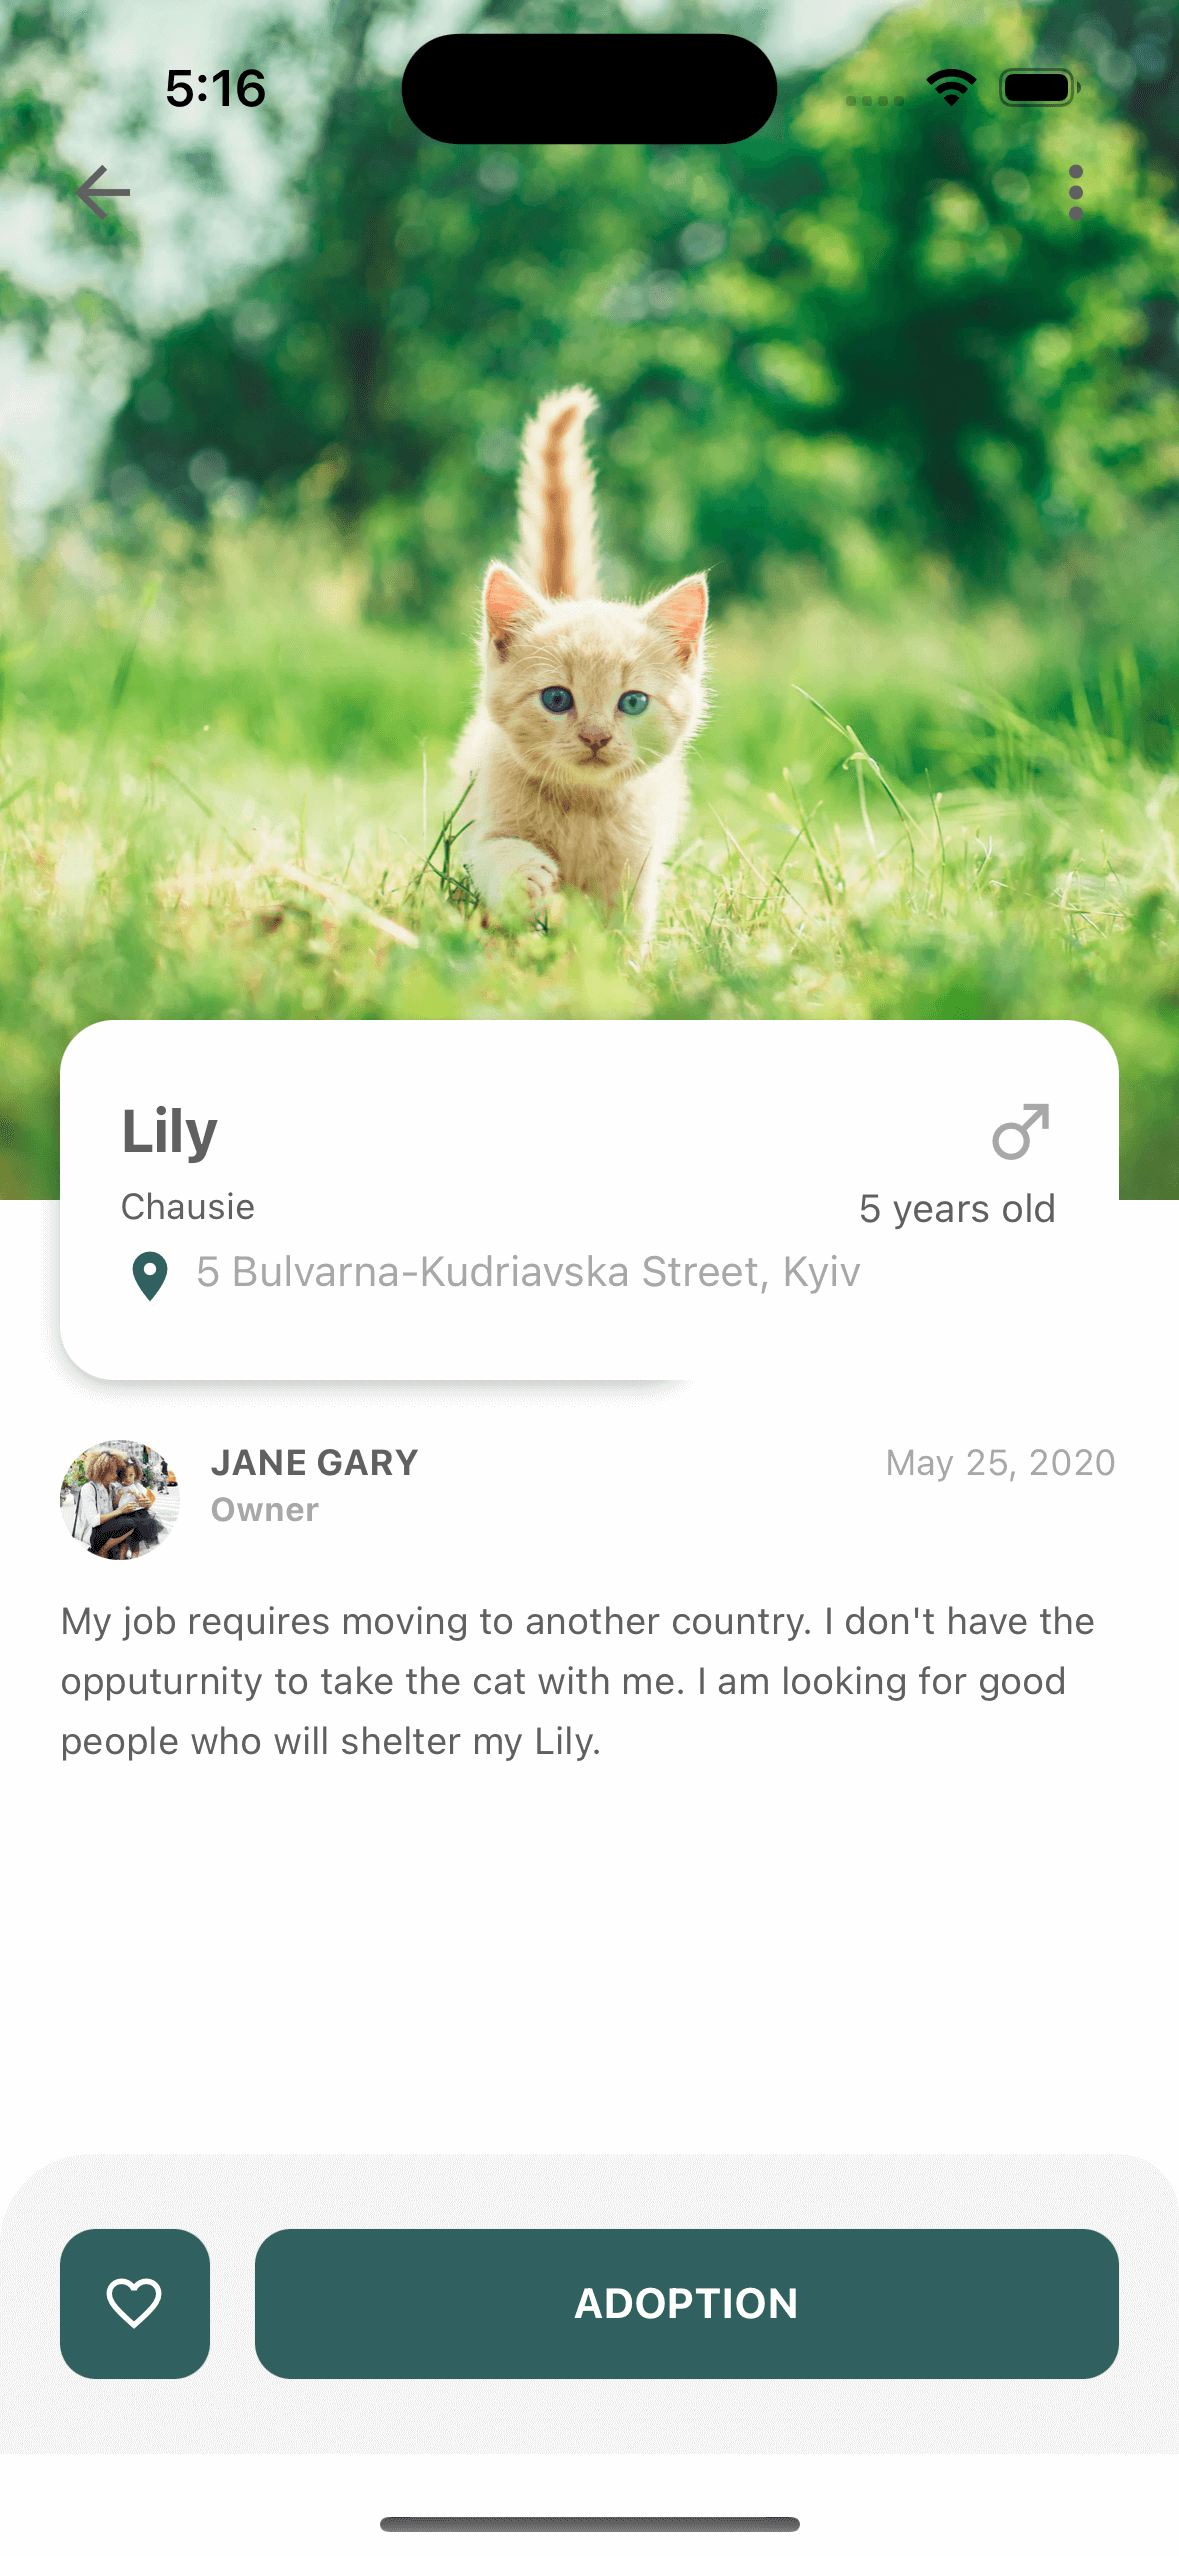 5:16
Lily
Chausie
5 years old
5 Bulvarna-Kudriavska Street, Kyiv
JANE GARY
May 25, 2020
Owner
My job requires moving to another country. I don't have the
opputurnity to take the cat with me. I am looking for good
people who will shelter my Lily.
ADOPTION